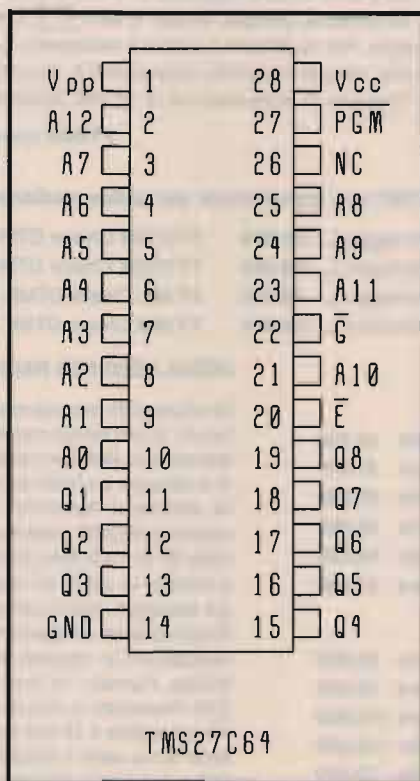 Vpp 1 28 Vcc
A12 2 27 P̅G̅M̅
A7 3 26 NC
A6 4 25 A8
A5 5 24 A9
A4 6 23 A11
A3 7 22 G̅
A2 8 21 A10
A1 9 20 E̅
A0 10 19 Q8
Q1 11 18 Q7
Q2 12 17 Q6
Q3 13 16 Q5
GND 14 15 Q4
TMS27C64